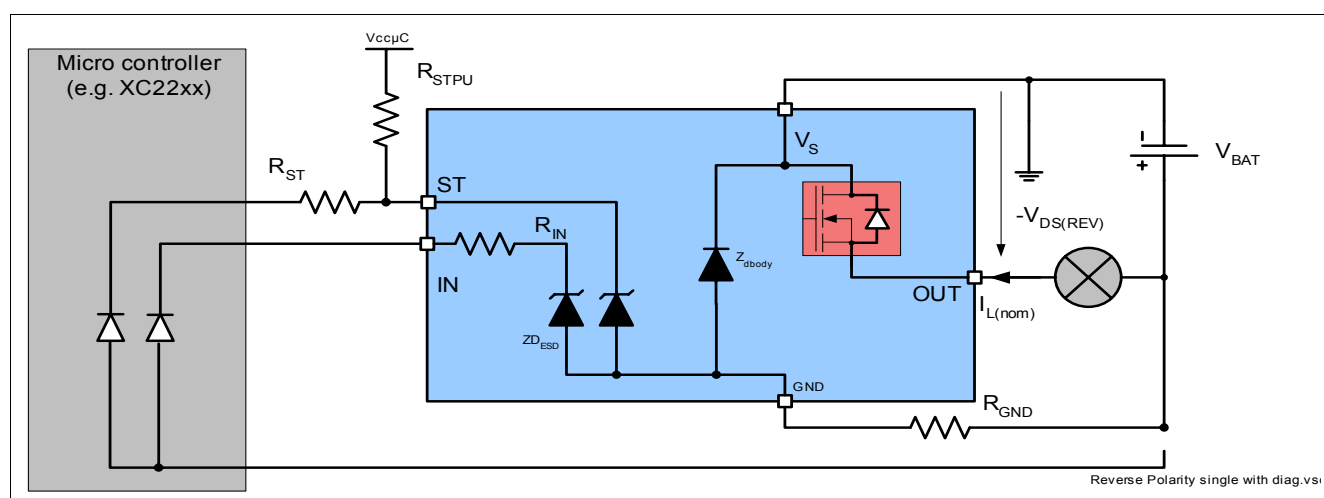 VccµC
Micro controller
(e.g. XC22xx)
RSTPU
VS
VBAT
RST
ST
-VDS(REV)
RIN
Zdbody
IN
OUT
IL(nom)
ZDESD
GND
RGND
Reverse Polarity single with diag.vs